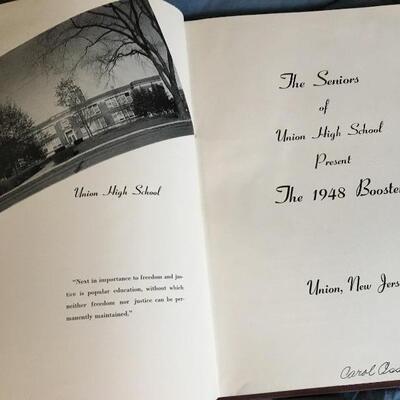 Union High School
"Next in importance to freedom and jus-
tice is popular education, without which
neither freedom nor justice can be per-
manently maintained,"
The Seniors
of
Union High School
Present
The 1948 Booster
Union, New Jers
Carol